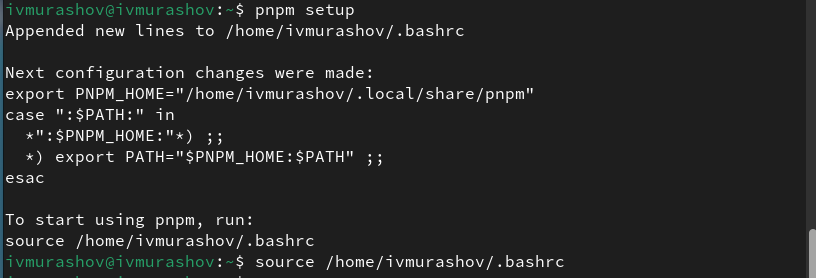 ivmurashov@ivmurashov:~$ pnpm setup
Appended new lines to /home/ivmurashov/.bashrc

Next configuration changes were made:
export PNPM_HOME="/home/ivmurashov/.local/share/pnpm"
case ":$PATH:" in
  *":$PNPM_HOME:"*) ;;
  *) export PATH="$PNPM_HOME:$PATH" ;;
esac

To start using pnpm, run:
source /home/ivmurashov/.bashrc
ivmurashov@ivmurashov:~$ source /home/ivmurashov/.bashrc